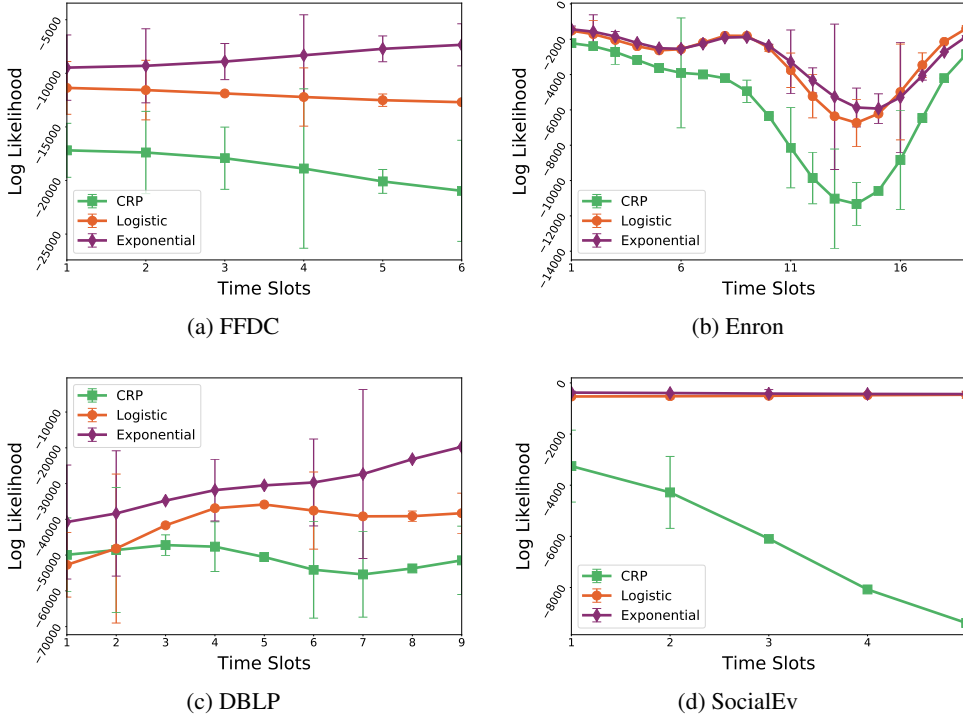 Log Likelihood
−5000
−10000
−15000
−20000
−25000
CRP
Logistic
Exponential
1 2 3 4 5 6
Time Slots
(a) FFDC
Log Likelihood
0
−2000
−4000
−6000
−8000
−10000
−12000
−14000
CRP
Logistic
Exponential
1 6 11 16
Time Slots
(b) Enron
Log Likelihood
−10000
−20000
−30000
−40000
−50000
−60000
−70000
CRP
Logistic
Exponential
1 2 3 4 5 6 7 8 9
Time Slots
(c) DBLP
Log Likelihood
0
−2000
−4000
−6000
−8000
CRP
Logistic
Exponential
1 2 3 4
Time Slots
(d) SocialEv